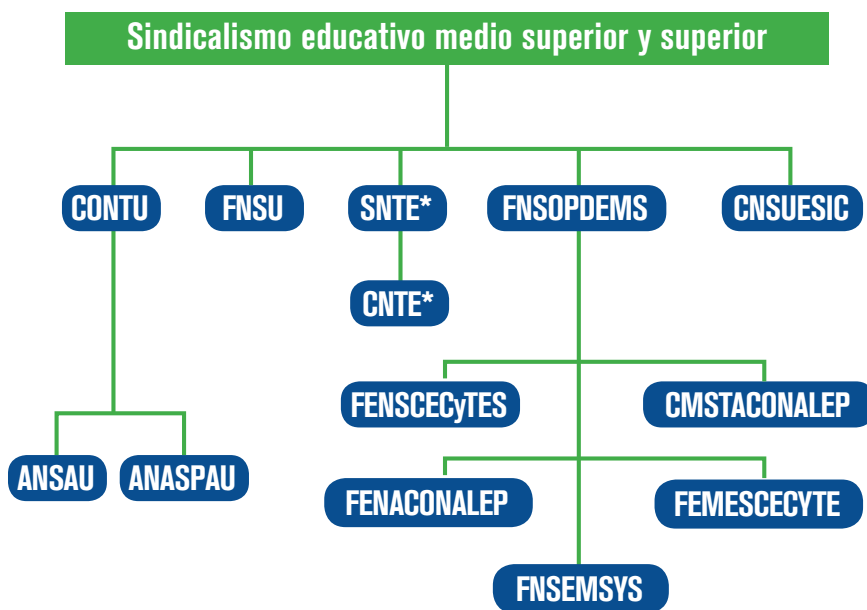 Sindicalismo educativo medio superior y superior
CONTU
FNSU
SNTE*
FNSOPDEMS
CNSUESIC
CNTE*
FENSCECyTES
CMSTACONALEP
ANSAU
ANASPAU
FENACONALEP
FEMESCECYTE
FNSEMSYS